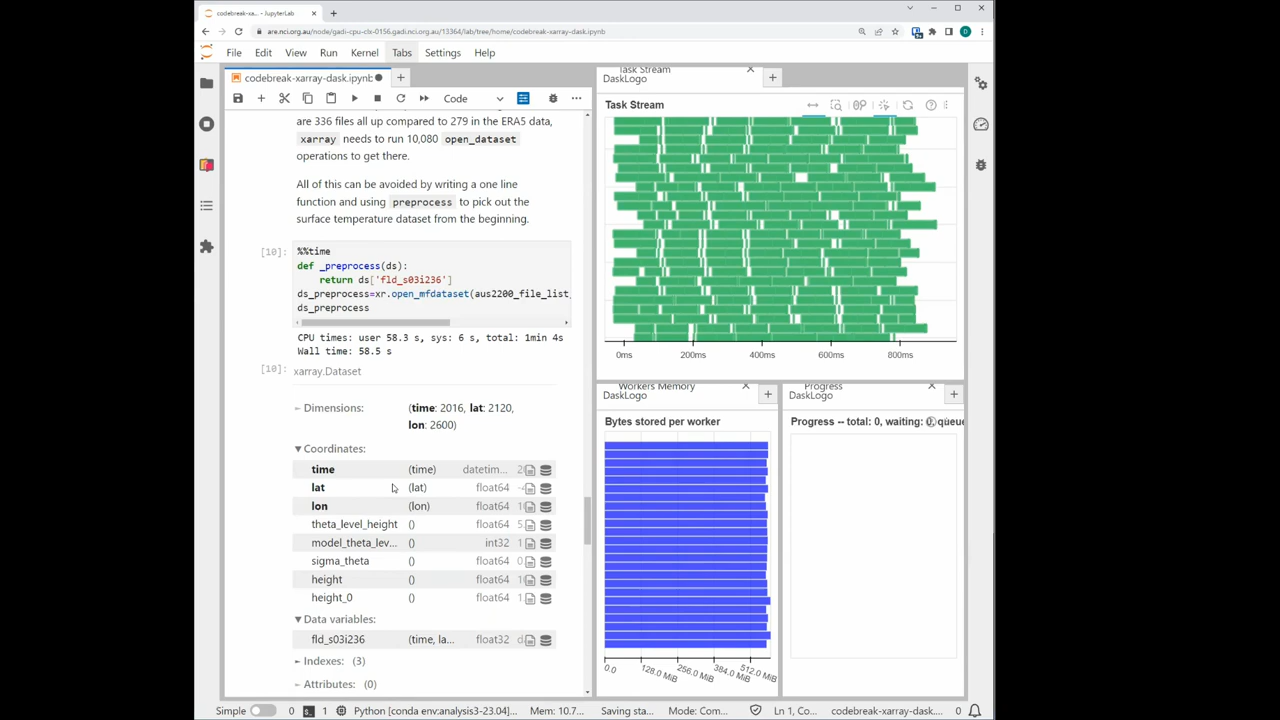 codebreak-xa... – JupyterLab
are.nci.org.au/node/gadi-cpu-clx-0156.gadi.nci.org.au/13364/lab/tree/home/codebreak-xarray-dask.ipynb
File Edit View Run Kernel Tabs Settings Help
codebreak-xarray-dask.ipynb
Code
are 336 files all up compared to 279 in the ERA5 data,
xarray needs to run 10,080 open_dataset
operations to get there.
All of this can be avoided by writing a one line
function and using preprocess to pick out the
surface temperature dataset from the beginning.
[10]:
%%time
def _preprocess(ds):
return ds['fld_s03i236']
ds_preprocess=xr.open_mfdataset(aus2200_file_list,
ds_preprocess
CPU times: user 58.3 s, sys: 6 s, total: 1min 4s
Wall time: 58.5 s
[10]:
xarray.Dataset
Dimensions: (time: 2016, lat: 2120,
lon: 2600)
Coordinates:
time (time) datetim...
lat (lat) float64
lon (lon) float64
theta_level_height () float64
model_theta_lev... () int32
sigma_theta () float64
height () float64
height_0 () float64
Data variables:
fld_s03i236 (time, la... float32
Indexes: (3)
Attributes: (0)
Task Stream
DaskLogo
Task Stream
0ms 200ms 400ms 600ms 800ms
Workers Memory
DaskLogo
Bytes stored per worker
0.0 128.0 MiB 256.0 MiB 384.0 MiB 512.0 MiB
Progress
DaskLogo
Progress -- total: 0, waiting: 0, queue
Simple 0 1 Python [conda env:analysis3-23.04]... Mem: 10.7... Saving sta... Mode: Com... Ln 1, Co... codebreak-xarray-dask.... 0